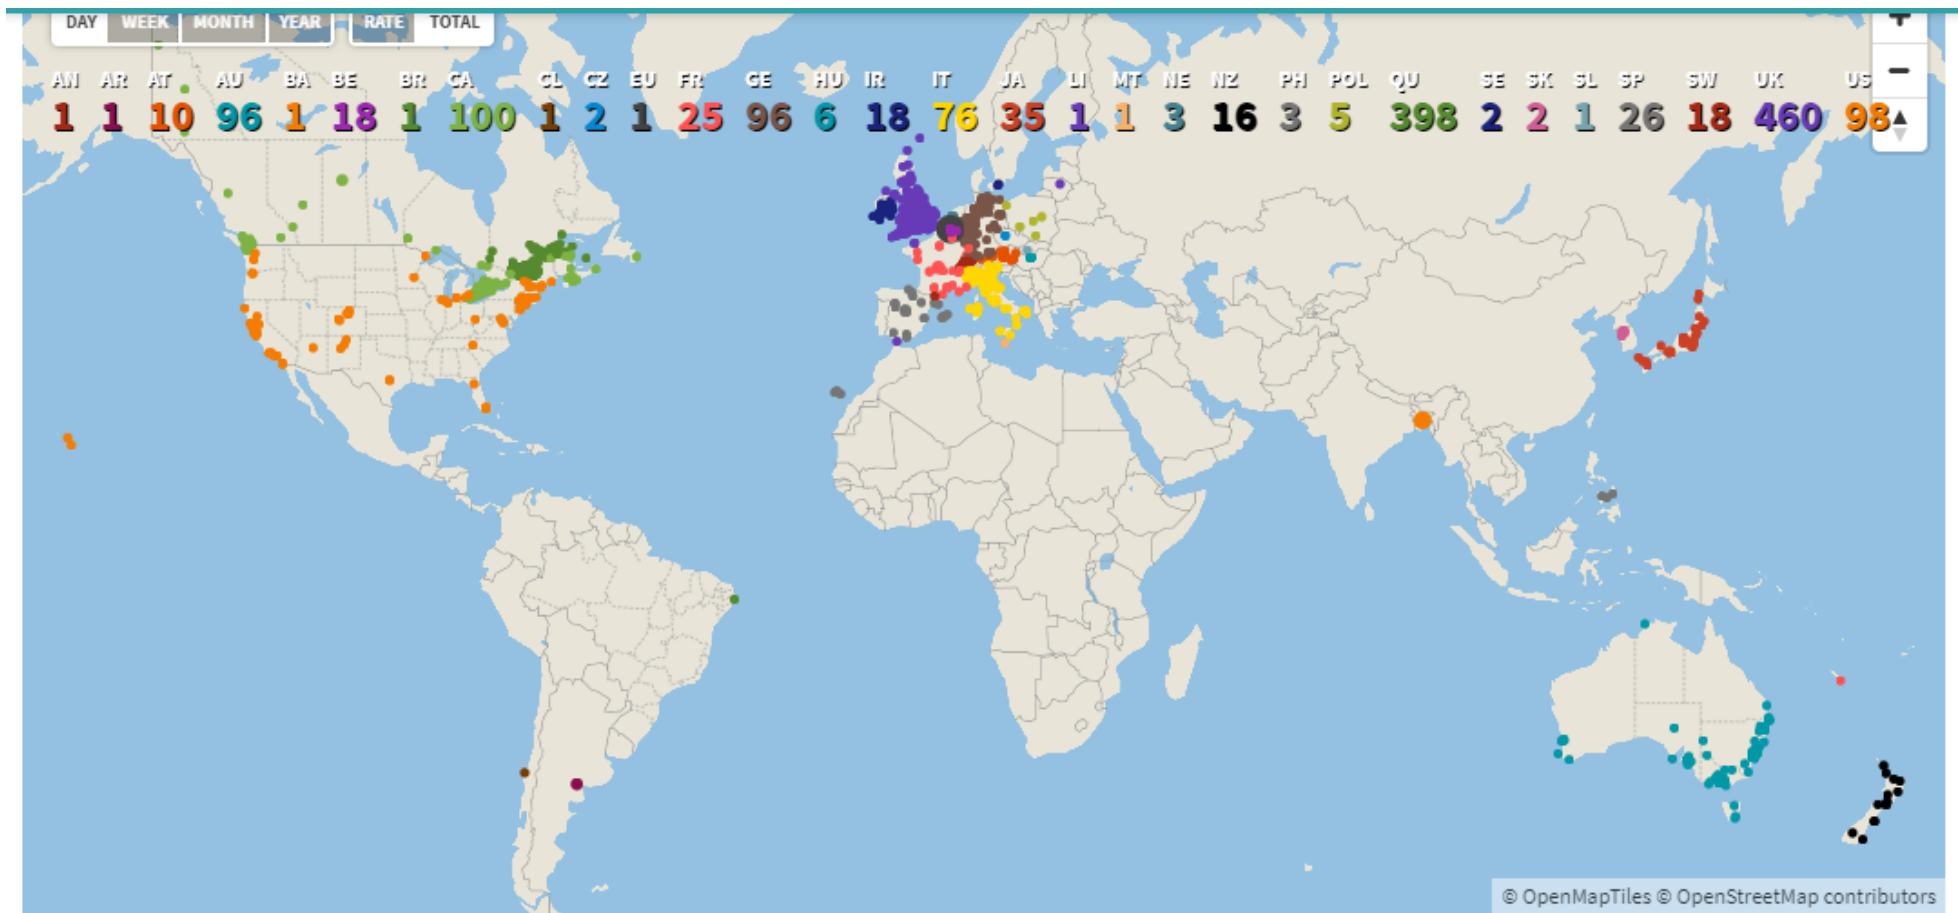 DAY WEEK MONTH YEAR RATE TOTAL +
AN AR AT AU BA BE BR CA CL CZ EU FR GE HU IR IT JA LI MT NE NZ PH POL QU SE SK SL SP SW UK US −
1 1 10 96 1 18 1 100 1 2 1 25 96 6 18 76 35 1 1 3 16 3 5 398 2 2 1 26 18 460 98
© OpenMapTiles © OpenStreetMap contributors